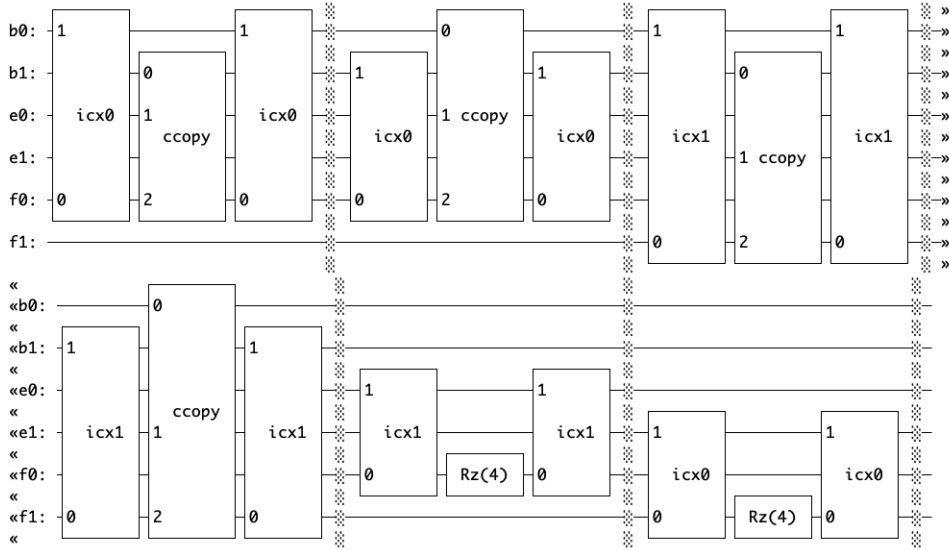 »
b0: 1 1 0 1 1 »
»
b1: 0 1 1 0 »
»
e0: icx0 1 icx0 1 ccopy »
ccopy icx0 icx0 icx1 icx1 »
e1: 1 ccopy »
»
f0: 0 2 0 0 2 0 »
»
f1: 0 2 0 »
»
«
«b0: 0
«
«b1: 1 1
«
«e0: 1 1
« ccopy
«e1: icx1 1 icx1 icx1 icx1 1 1
«
«f0: 0 Rz(4) 0 icx0 icx0
«
«f1: 0 2 0 0 Rz(4) 0
«